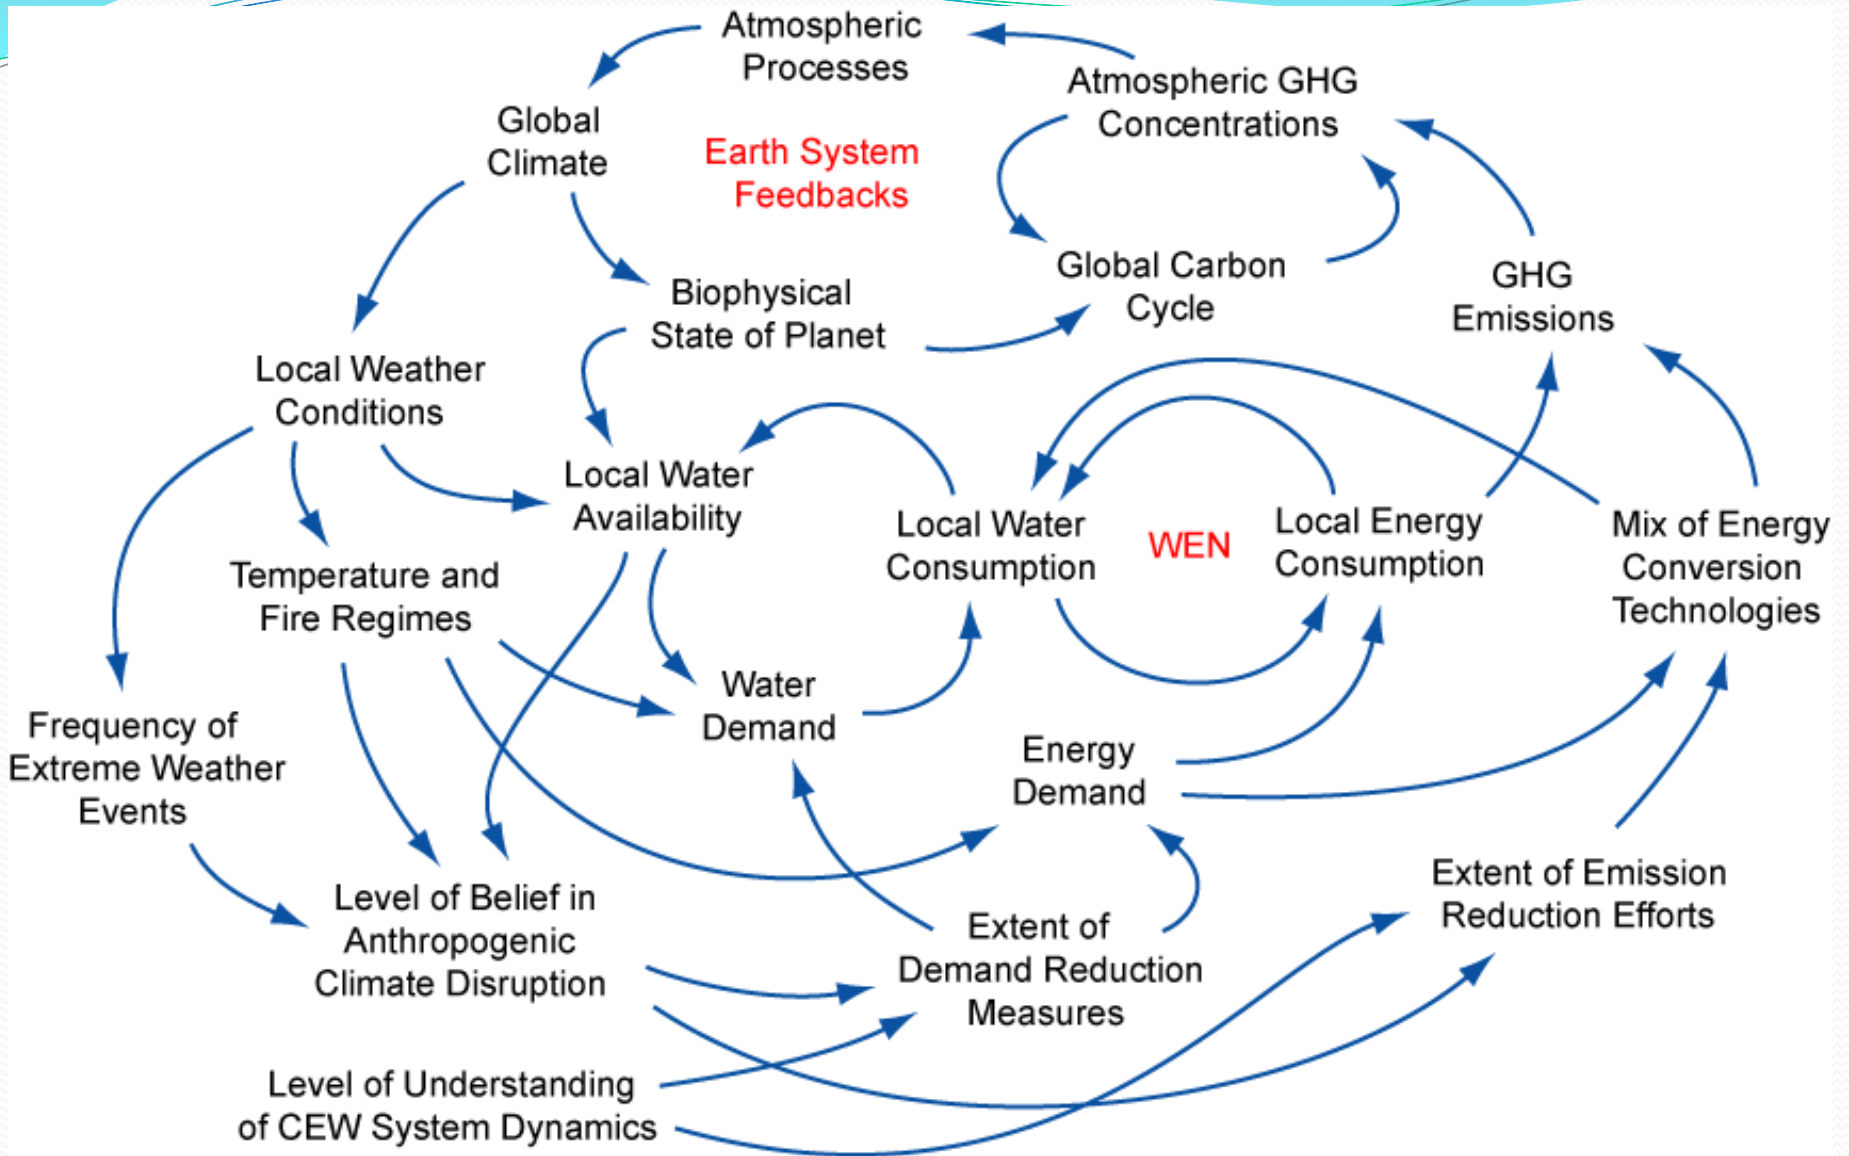 Atmospheric
Processes
Atmospheric GHG
Concentrations
Global
Climate
Earth System
Feedbacks
Global Carbon
Cycle
GHG
Emissions
Biophysical
State of Planet
Local Weather
Conditions
Local Water
Availability
Local Water
Consumption
WEN
Local Energy
Consumption
Mix of Energy
Conversion
Technologies
Temperature and
Fire Regimes
Water
Demand
Frequency of
Extreme Weather
Events
Energy
Demand
Extent of Emission
Reduction Efforts
Level of Belief in
Anthropogenic
Climate Disruption
Extent of
Demand Reduction
Measures
Level of Understanding
of CEW System Dynamics